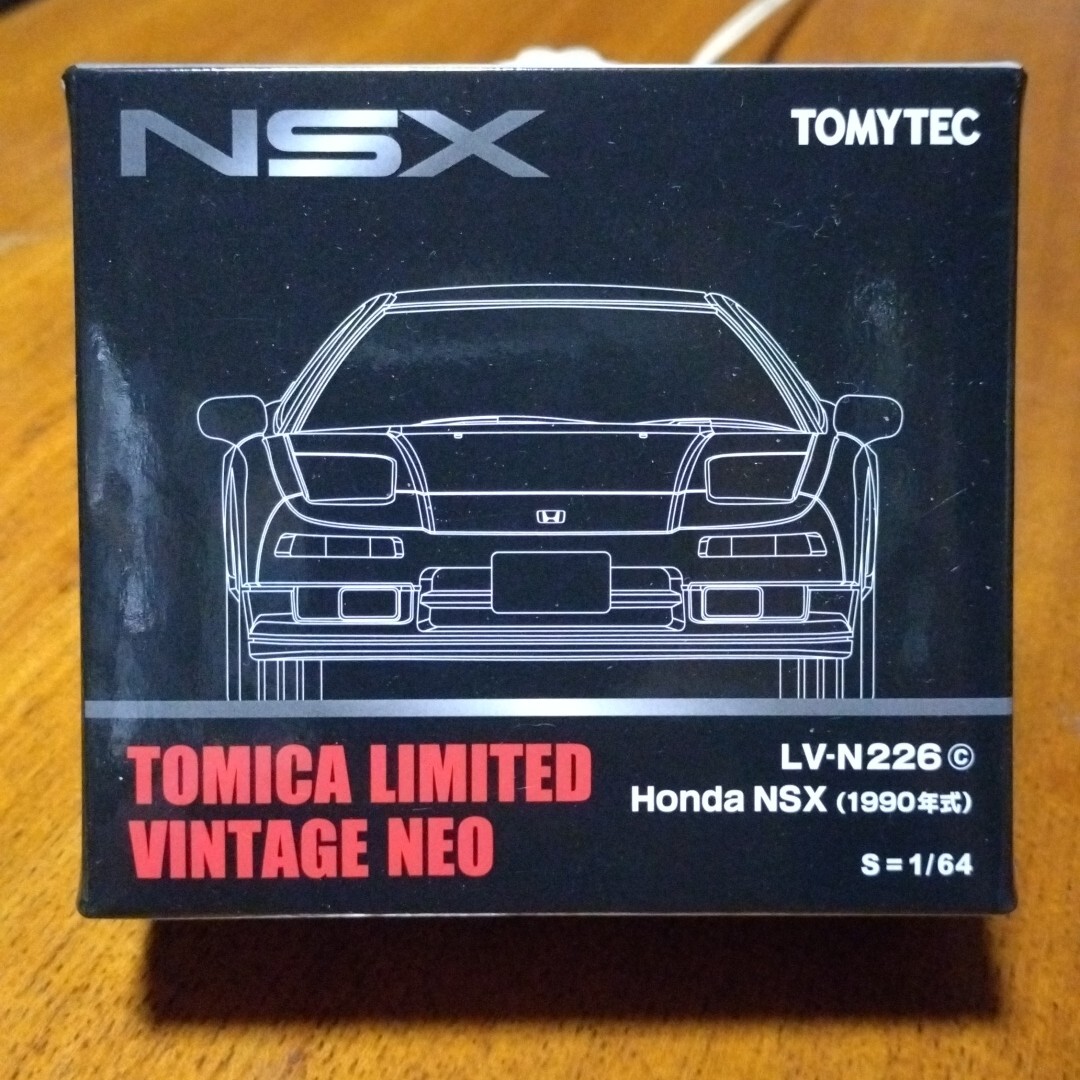 NSX
TOMYTEC
TOMICA LIMITED
VINTAGE NEO
LV-N226 ⓒ
Honda NSX (1990年式)
S=1/64